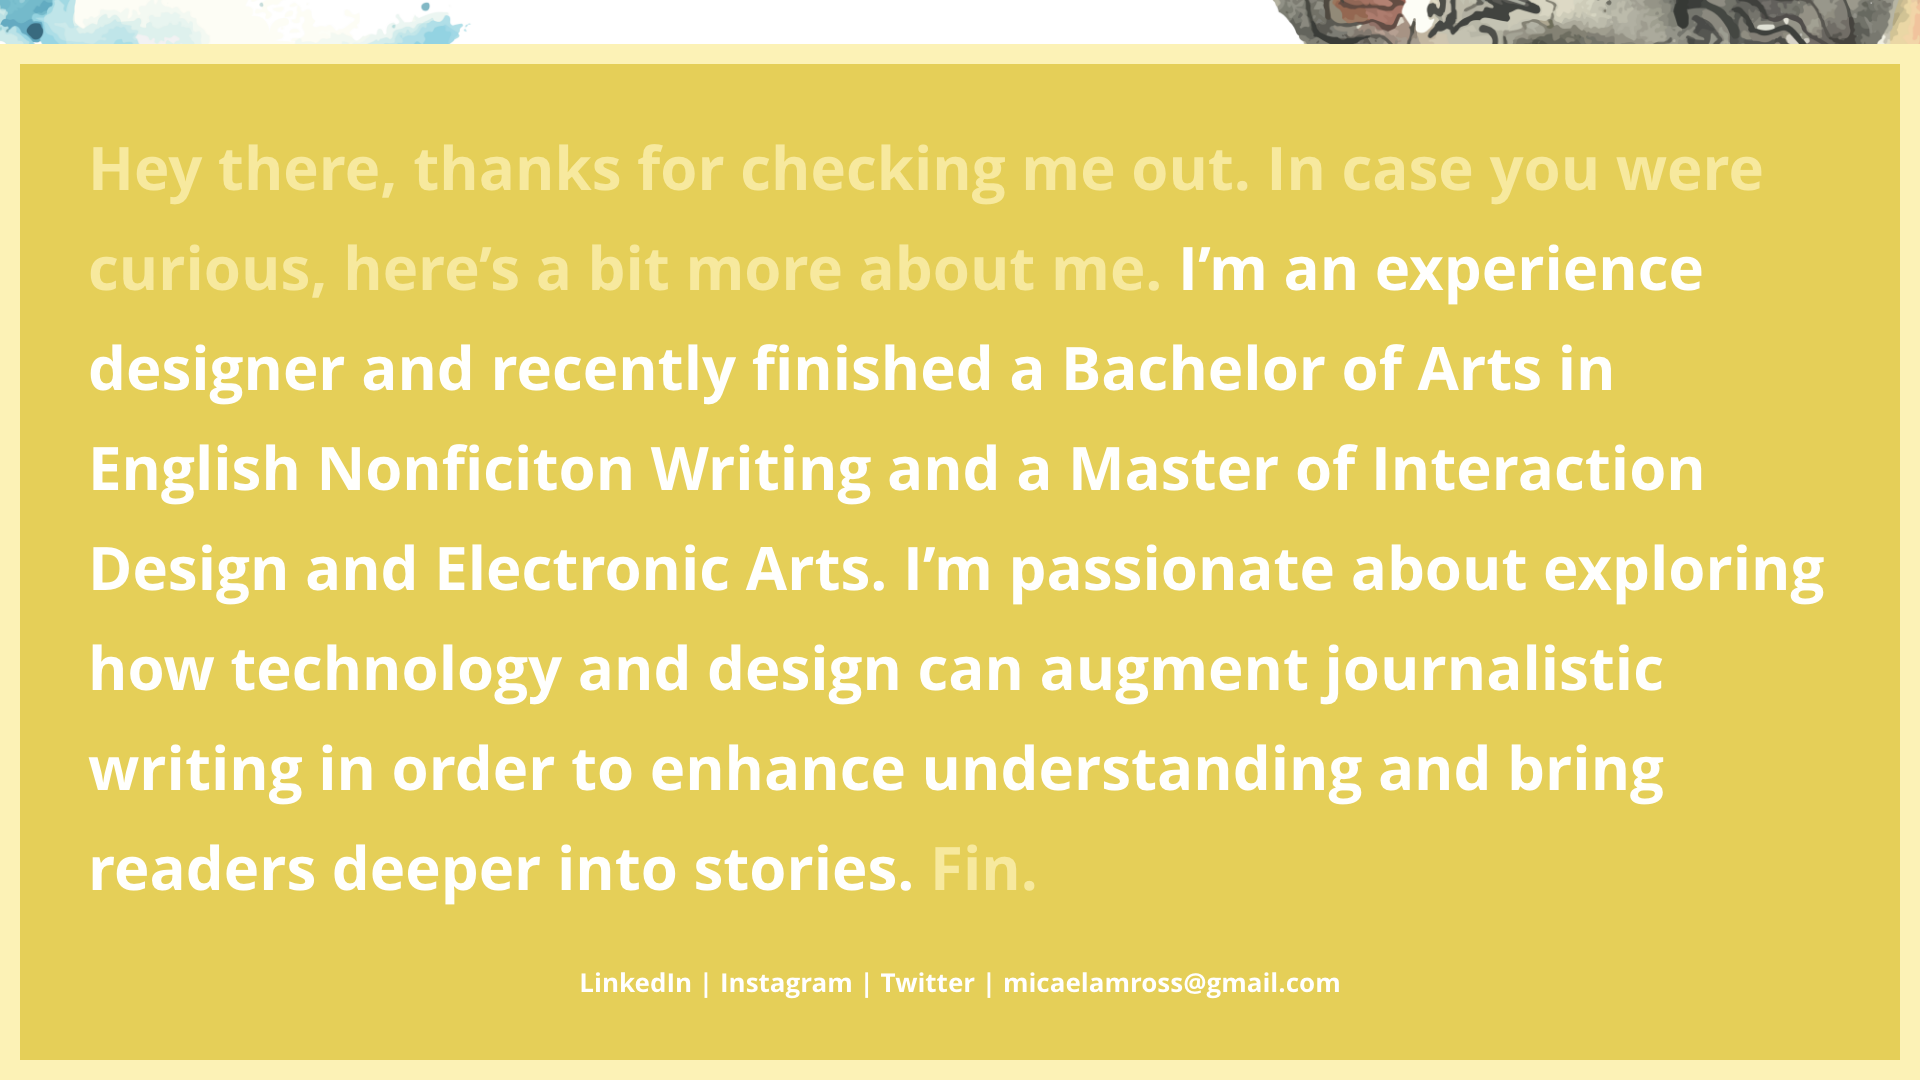 Hey there, thanks for checking me out. In case you were
curious, here’s a bit more about me. I’m an experience
designer and recently finished a Bachelor of Arts in
English Nonficiton Writing and a Master of Interaction
Design and Electronic Arts. I’m passionate about exploring
how technology and design can augment journalistic
writing in order to enhance understanding and bring
readers deeper into stories. Fin.
LinkedIn | Instagram | Twitter | micaelamross@gmail.com